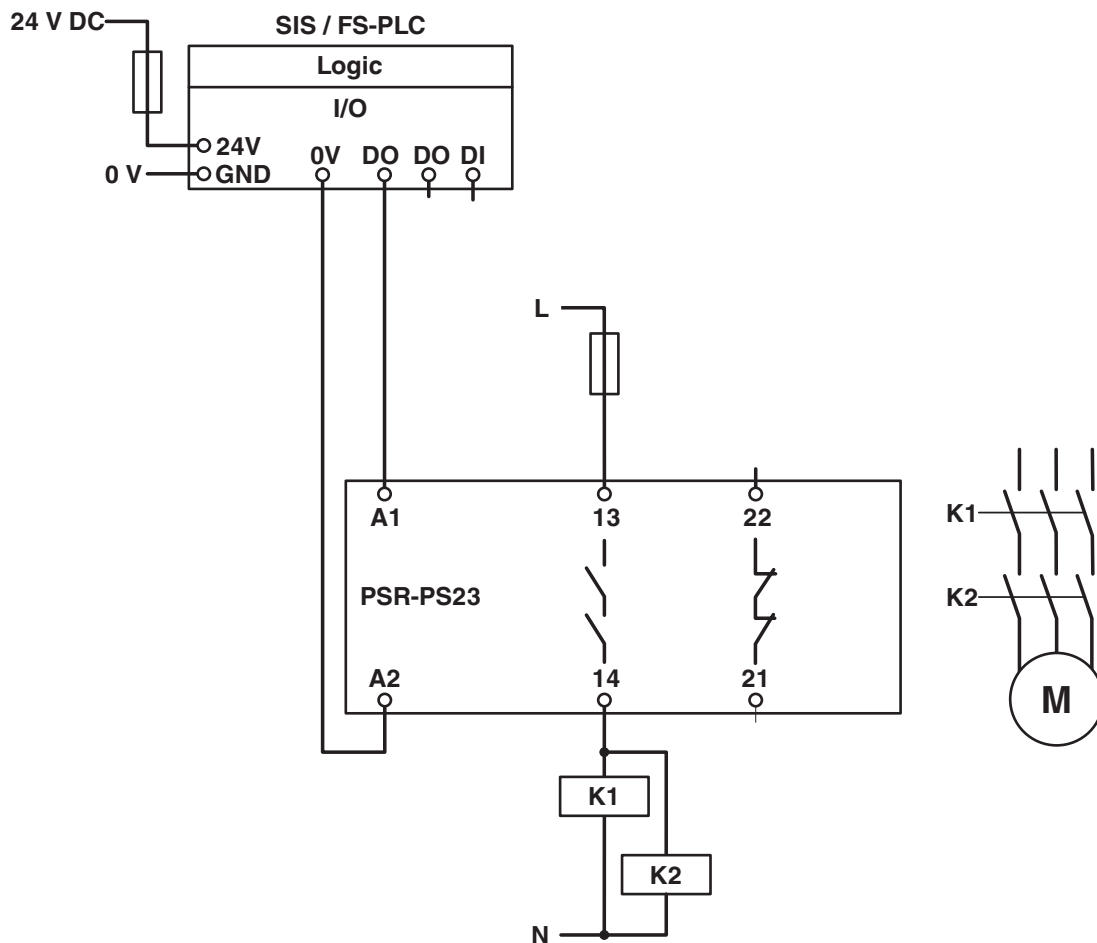 24 V DC
SIS / FS-PLC
Logic
I/O
24V
0V DO DO DI
0 V
GND
L
A1
13
22
K1
PSR-PS23
K2
A2
14
21
M
K1
K2
N